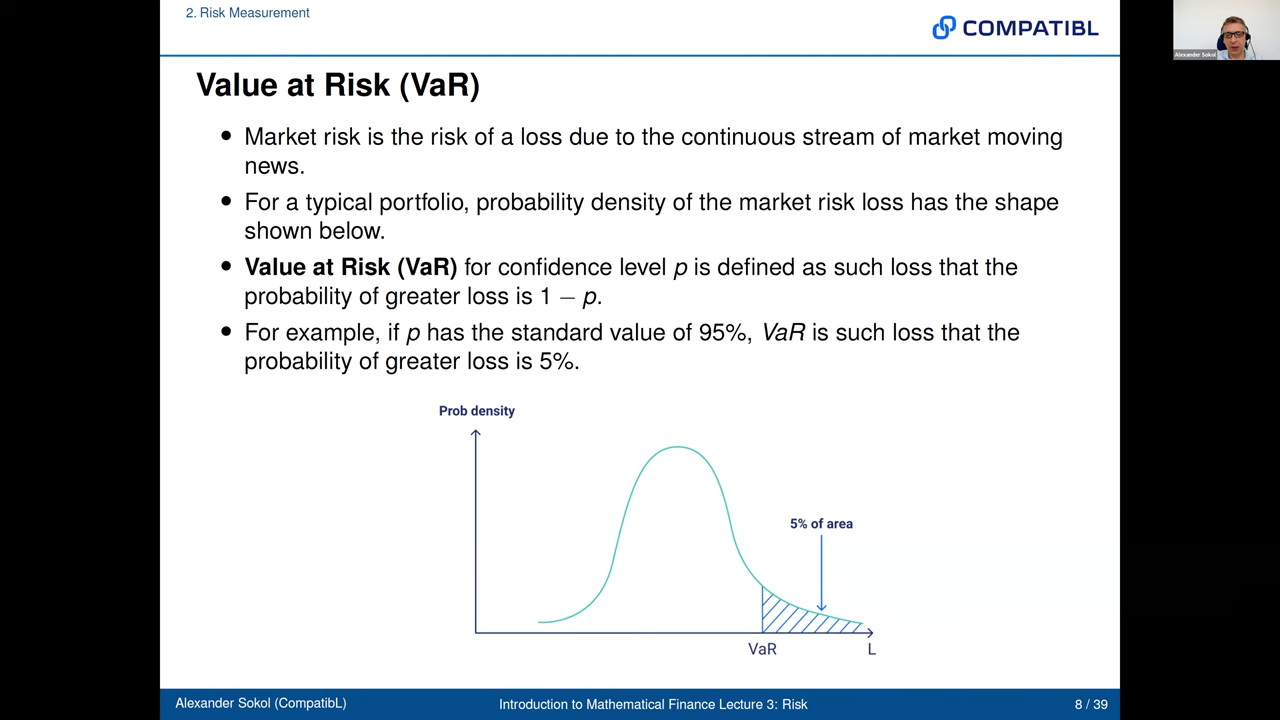 2. Risk Measurement
COMPATIBL
Alexander Sokol
Value at Risk (VaR)
• Market risk is the risk of a loss due to the continuous stream of market moving
news.
• For a typical portfolio, probability density of the market risk loss has the shape
shown below.
• Value at Risk (VaR) for confidence level p is defined as such loss that the
probability of greater loss is 1 − p.
• For example, if p has the standard value of 95%, VaR is such loss that the
probability of greater loss is 5%.
Prob density
5% of area
VaR
L
Alexander Sokol (CompatibL)
Introduction to Mathematical Finance Lecture 3: Risk
8 / 39